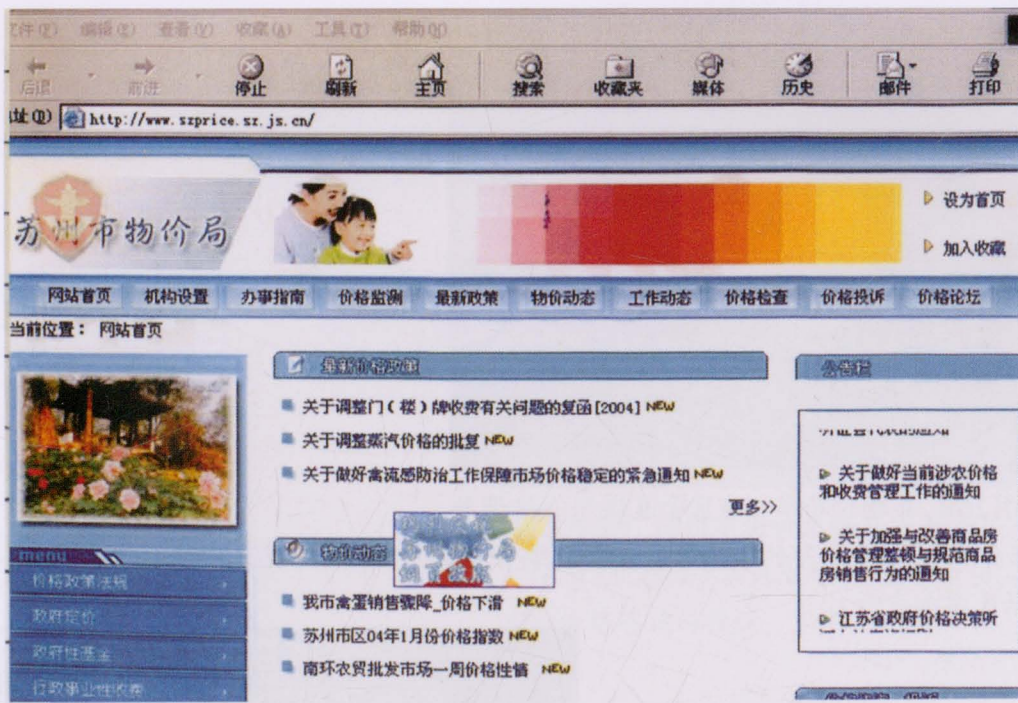 文件(F) 编辑(E) 查看(V) 收藏(A) 工具(T) 帮助(H)
后退 前进 停止 刷新 主页 搜索 收藏夹 媒体 历史 邮件 打印
址(D) http://www.szprice.sz.js.cn/
苏州市物价局
设为首页
加入收藏
网站首页 机构设置 办事指南 价格监测 最新政策 物价动态 工作动态 价格检查 价格投诉 价格论坛
当前位置： 网站首页
最新价格政策
关于调整门（楼）牌收费有关问题的复函[2004] NEW
关于调整蒸汽价格的批复 NEW
关于做好禽流感防治工作保障市场价格稳定的紧急通知 NEW
更多>>
物价动态
我市禽蛋销售骤降_价格下滑 NEW
苏州市区04年1月份价格指数 NEW
南环农贸批发市场一周价格性情 NEW
公告栏
关于做好当前涉农价格
和收费管理工作的通知
关于加强与改善商品房
价格管理整顿与规范商品
房销售行为的通知
江苏省政府价格决策听
menu
价格政策法规
政府定价
政府性基金
行政事业性收费